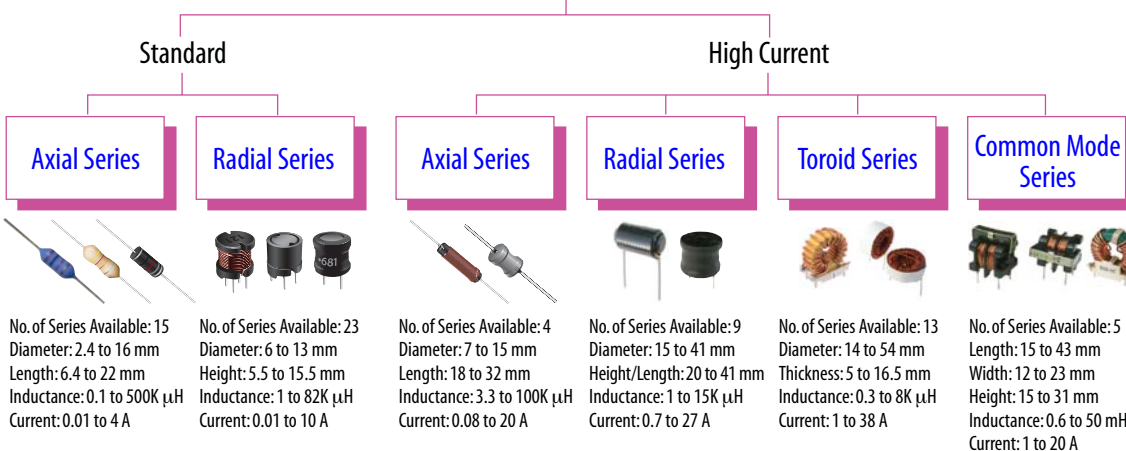 Standard
High Current
Axial Series
Radial Series
Axial Series
Radial Series
Toroid Series
Common Mode
Series
681
No. of Series Available: 15
Diameter: 2.4 to 16 mm
Length: 6.4 to 22 mm
Inductance: 0.1 to 500K μH
Current: 0.01 to 4 A
No. of Series Available: 23
Diameter: 6 to 13 mm
Height: 5.5 to 15.5 mm
Inductance: 1 to 82K μH
Current: 0.01 to 10 A
No. of Series Available: 4
Diameter: 7 to 15 mm
Length: 18 to 32 mm
Inductance: 3.3 to 100K μH
Current: 0.08 to 20 A
No. of Series Available: 9
Diameter: 15 to 41 mm
Height/Length: 20 to 41 mm
Inductance: 1 to 15K μH
Current: 0.7 to 27 A
No. of Series Available: 13
Diameter: 14 to 54 mm
Thickness: 5 to 16.5 mm
Inductance: 0.3 to 8K μH
Current: 1 to 38 A
No. of Series Available: 5
Length: 15 to 43 mm
Width: 12 to 23 mm
Height: 15 to 31 mm
Inductance: 0.6 to 50 mH
Current: 1 to 20 A